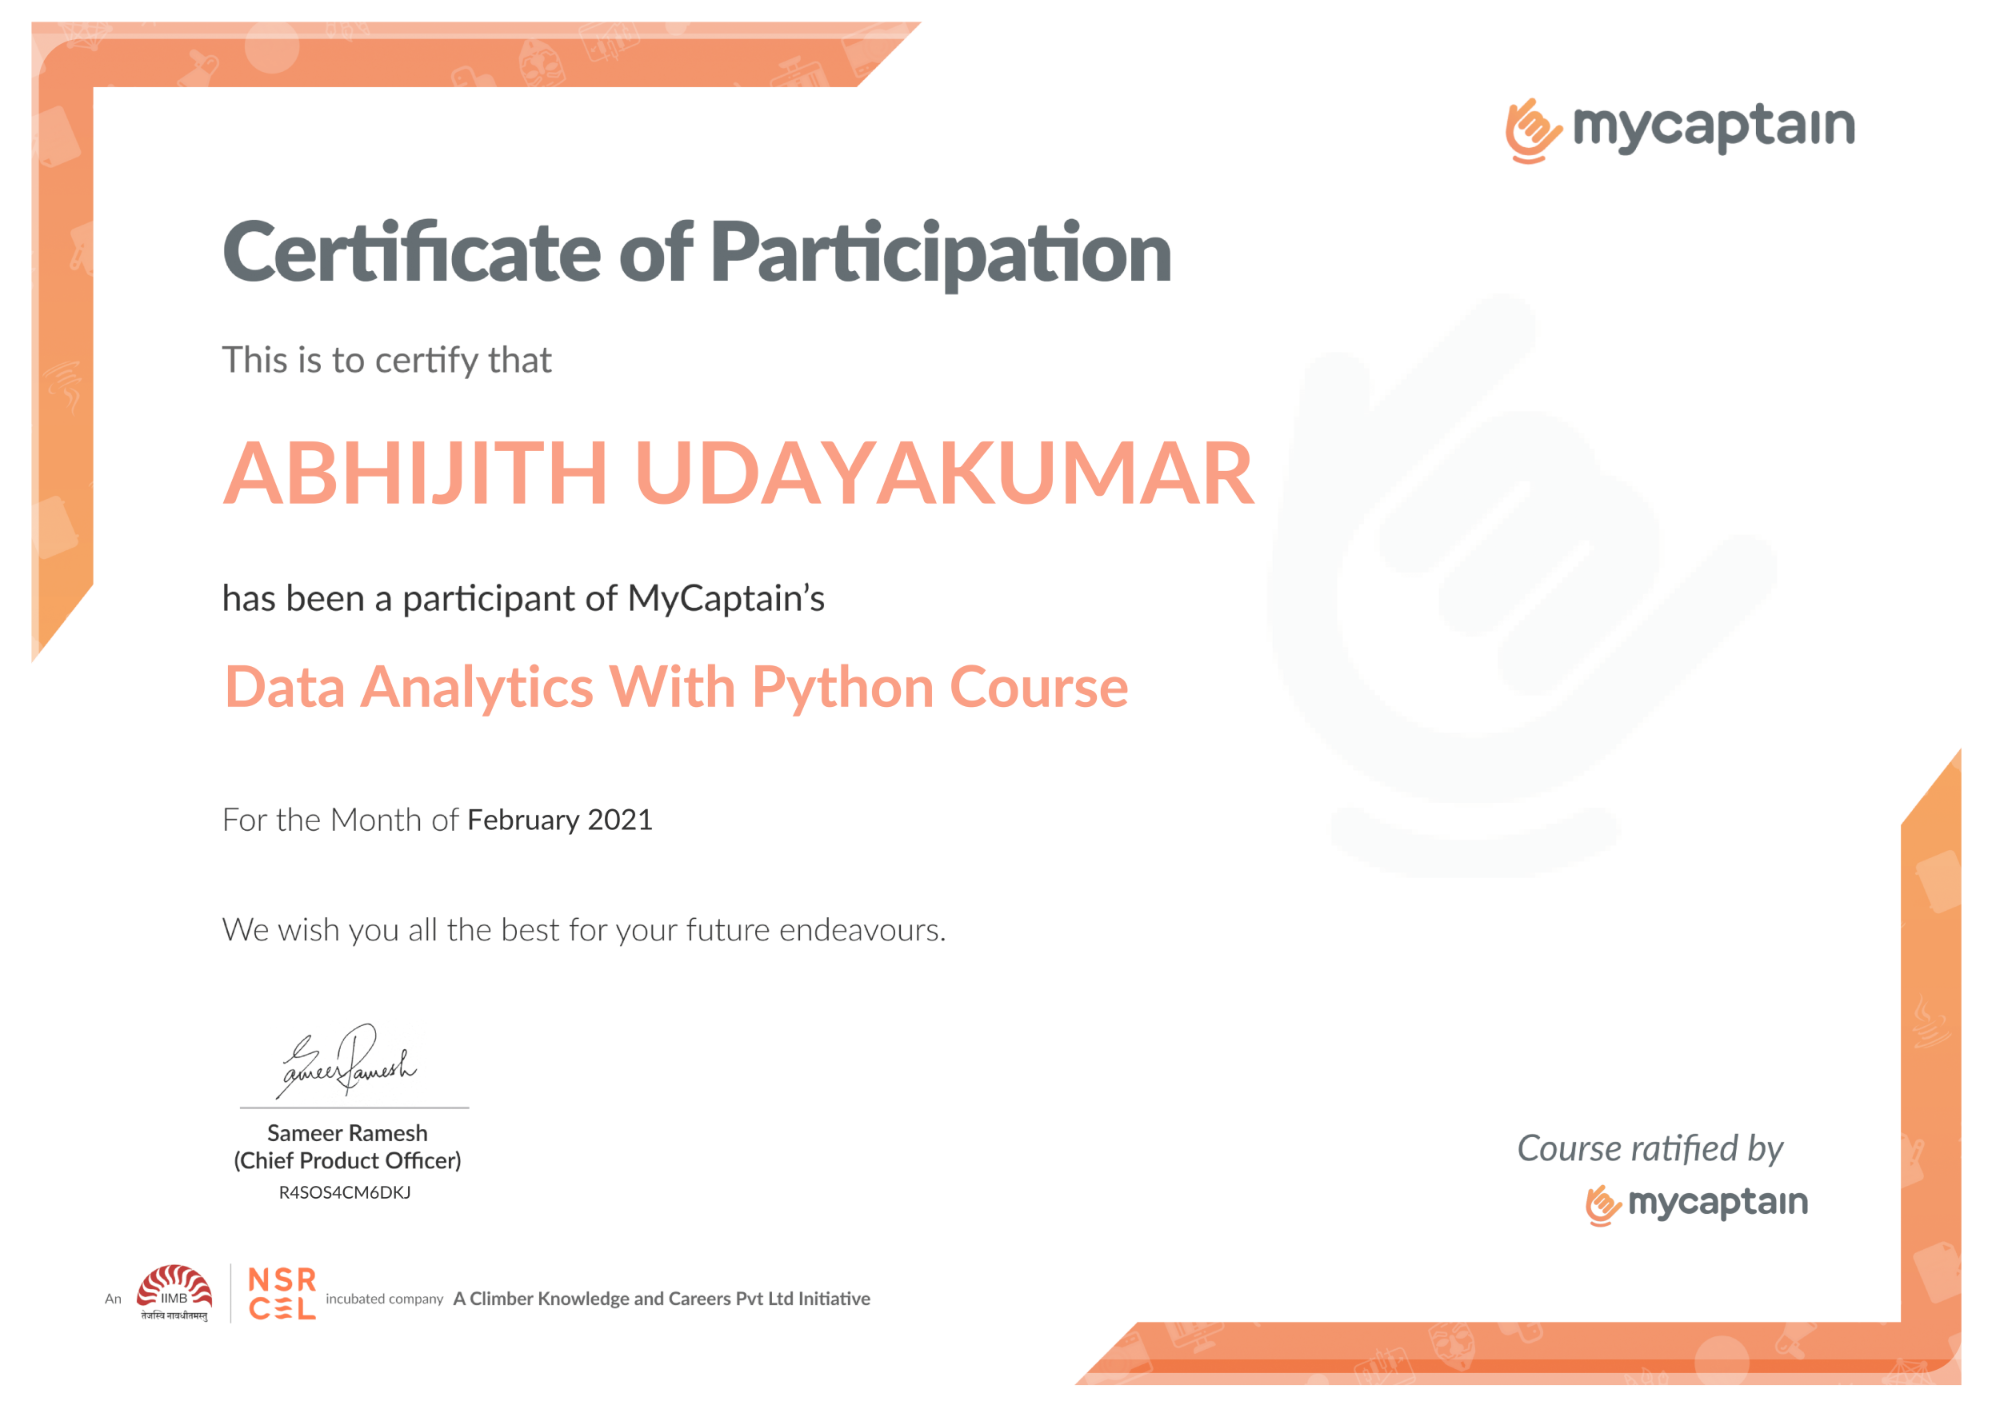 mycaptain
Certificate of Participation
This is to certify that
ABHIJITH UDAYAKUMAR
has been a participant of MyCaptain’s
Data Analytics With Python Course
For the Month of February 2021
We wish you all the best for your future endeavours.
Sameer Ramesh
Sameer Ramesh
(Chief Product Officer)
R4SOS4CM6DKJ
Course ratified by
mycaptain
An IIMB तेजस्वि नावधीतमस्तु NSRCEL incubated company A Climber Knowledge and Careers Pvt Ltd Initiative